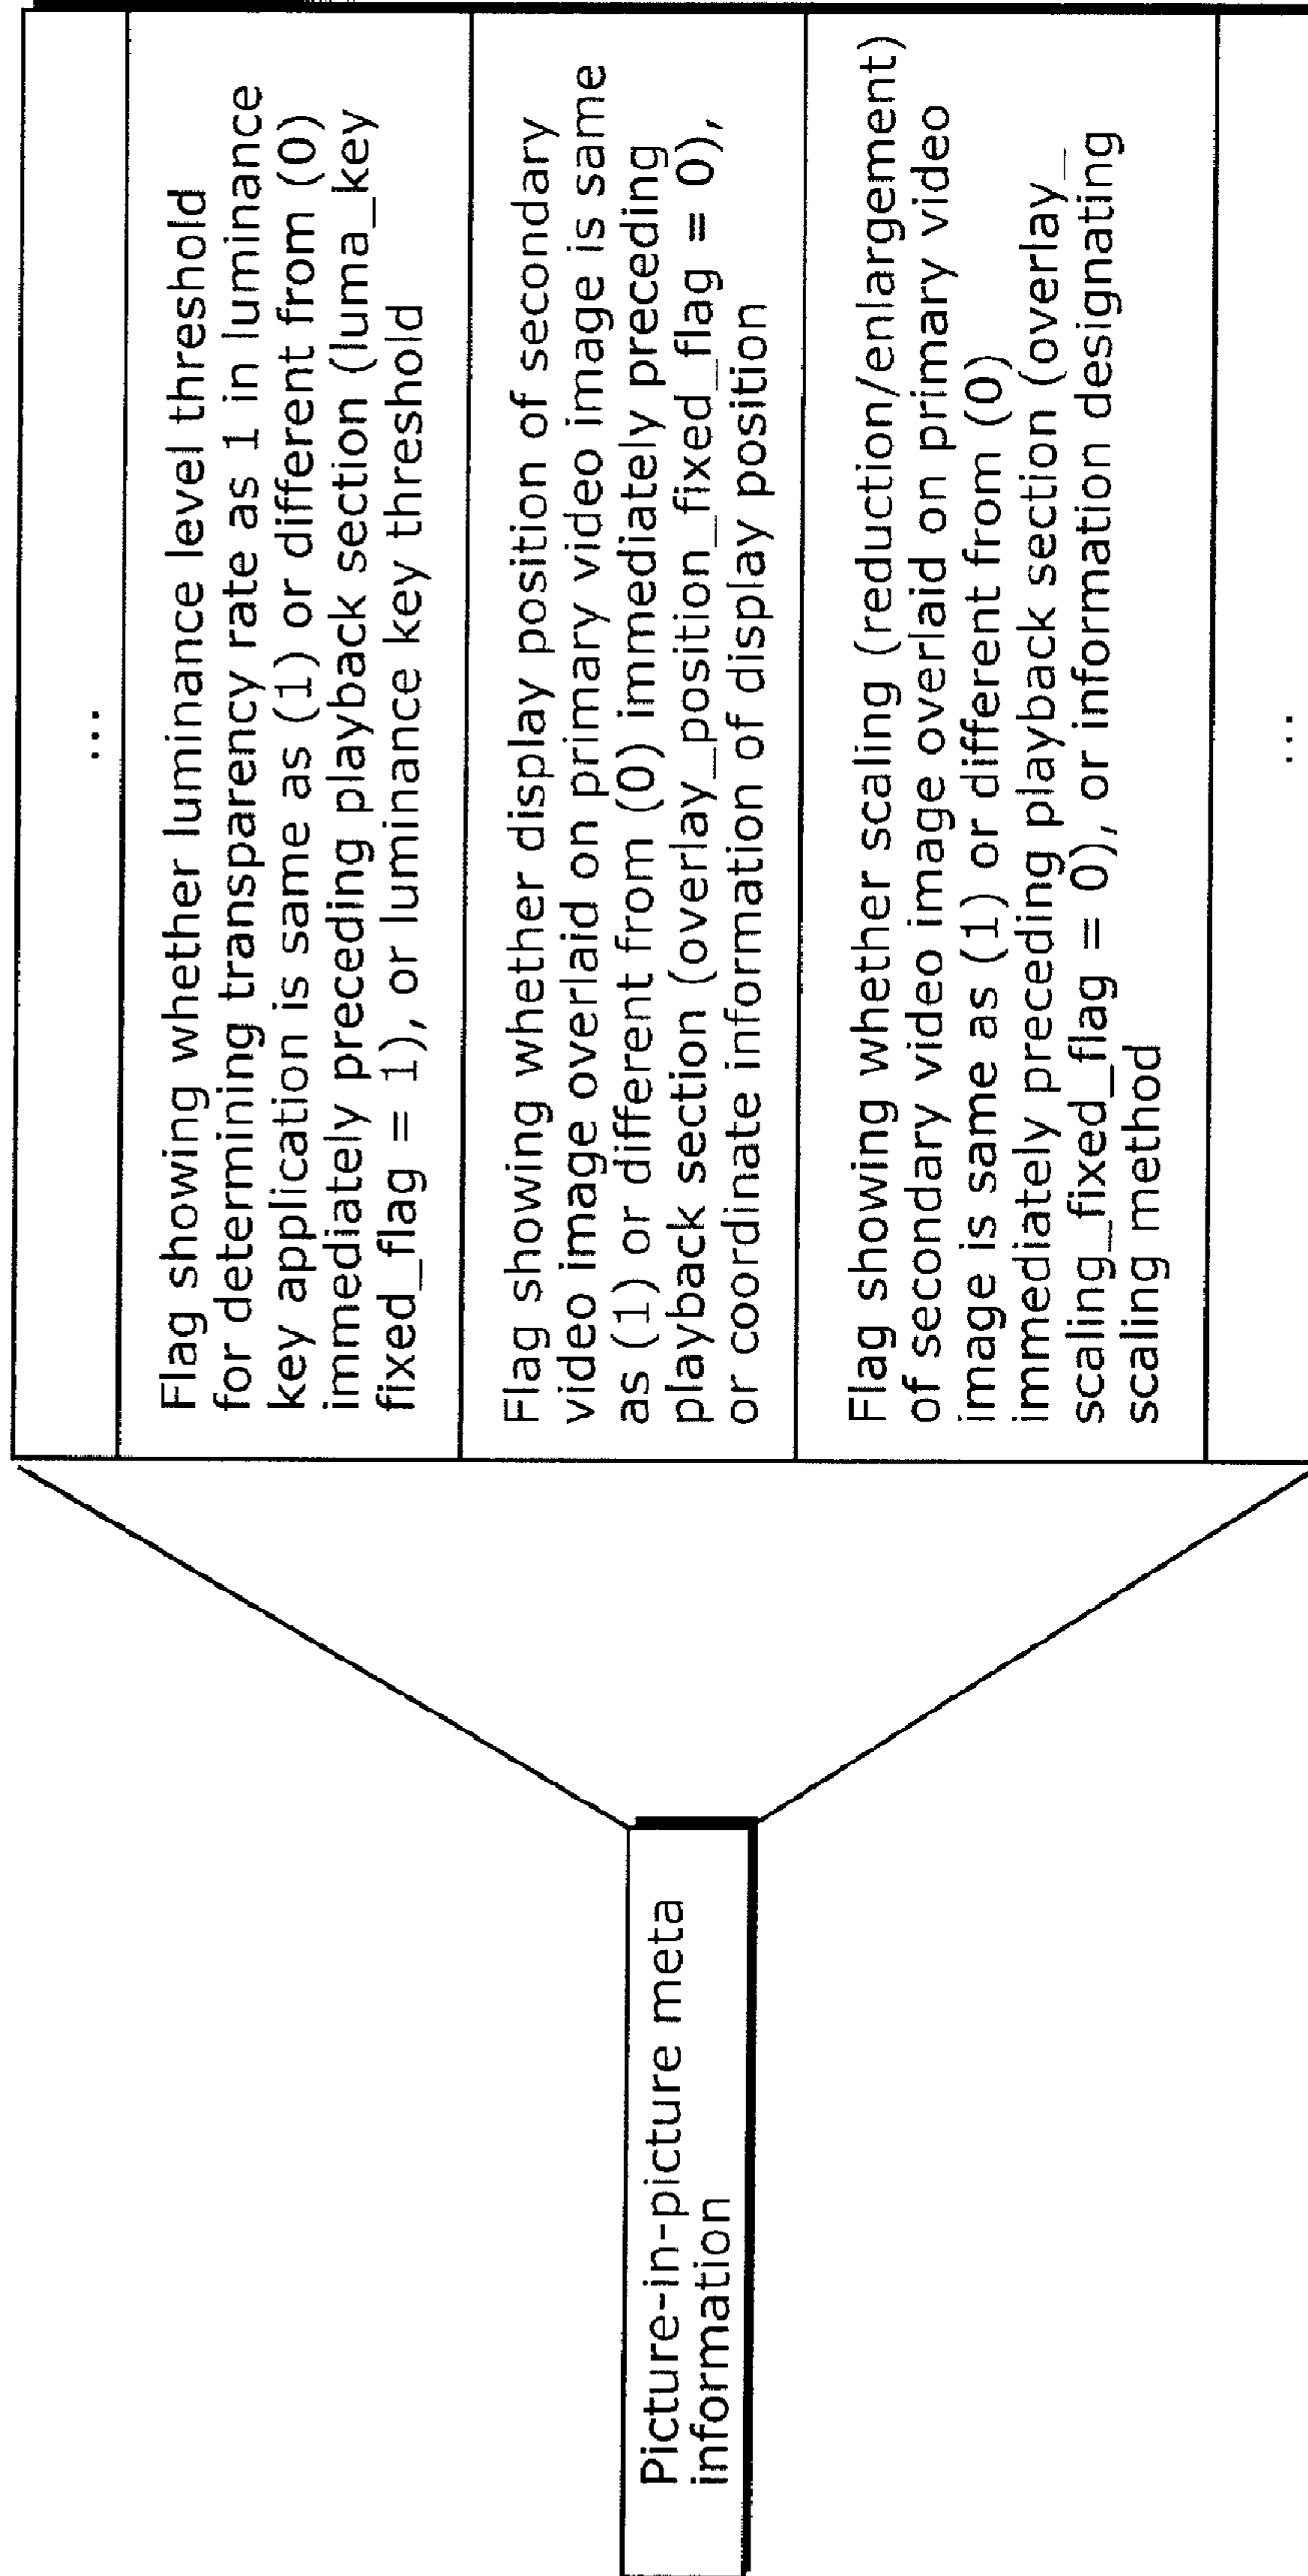 Picture-in-picture meta
information
...
Flag showing whether luminance level threshold
for determining transparency rate as 1 in luminance
key application is same as (1) or different from (0)
immediately preceding playback section (luma_key
fixed_flag = 1), or luminance key threshold
Flag showing whether display position of secondary
video image overlaid on primary video image is same
as (1) or different from (0) immediately preceding
playback section (overlay_position_fixed_flag = 0),
or coordinate information of display position
Flag showing whether scaling (reduction/enlargement)
of secondary video image overlaid on primary video
image is same as (1) or different from (0)
immediately preceding playback section (overlay_
scaling_fixed_flag = 0), or information designating
scaling method
...